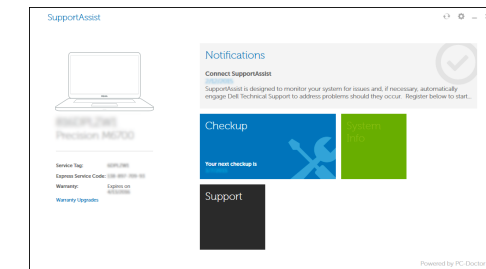 SupportAssist
Notifications
Connect SupportAssist
SupportAssist is designed to monitor your system for issues and, if necessary, automatically
engage Dell Technical Support to address problems should they occur. Register below to start...
Precision M6700
Checkup
Your next checkup is
System
Info
Service Tag:
Express Service Code:
Warranty: Expires on
Warranty Upgrades
Support
Powered by PC-Doctor